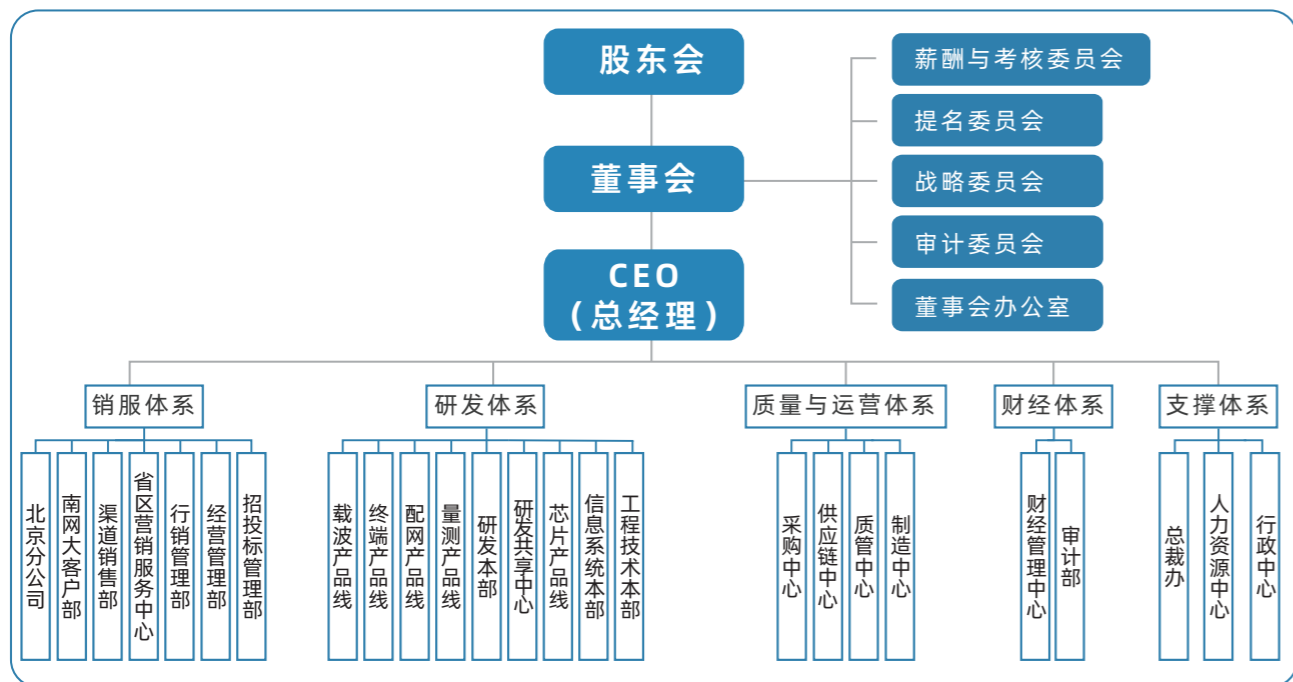 股东会
薪酬与考核委员会
提名委员会
董事会
战略委员会
审计委员会
CEO
（总经理）
董事会办公室
销服体系
研发体系
质量与运营体系
财经体系
支撑体系
北京分公司
南网大客户部
渠道销售部
省区营销服务中心
行销管理部
经营管理部
招投标管理部
载波产品线
终端产品线
配网产品线
量测产品线
研发本部
研发共享中心
芯片产品线
信息系统本部
工程技术本部
采购中心
供应链中心
质管中心
制造中心
财经管理中心
审计部
总裁办
人力资源中心
行政中心